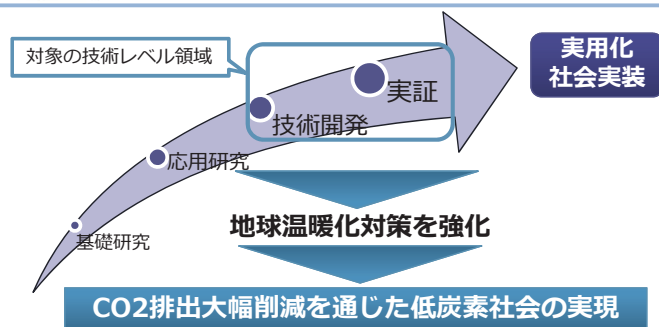 対象の技術レベル領域
実用化
社会実装
実証
技術開発
応用研究
基礎研究
地球温暖化対策を強化
CO2排出大幅削減を通じた低炭素社会の実現